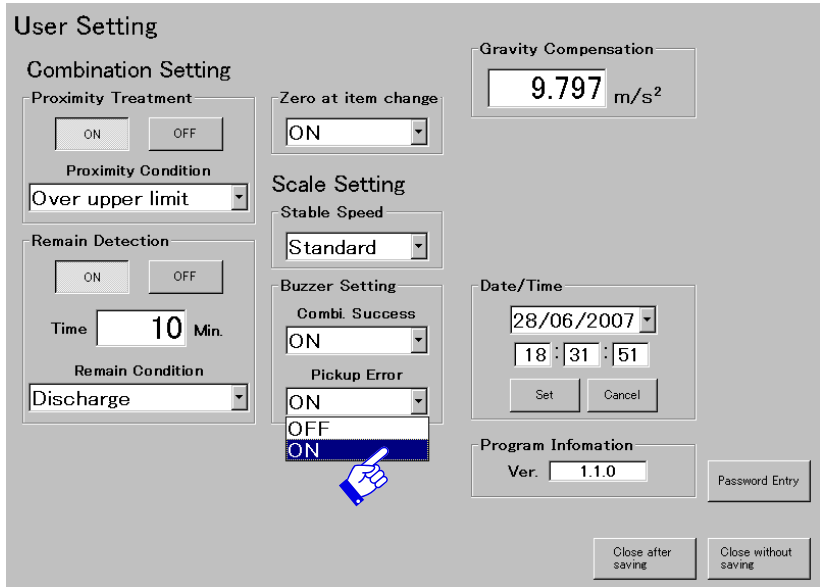 User Setting
Combination Setting
Proximity Treatment
ON OFF
Proximity Condition
Over upper limit
Remain Detection
ON OFF
Time 10 Min.
Remain Condition
Discharge
Zero at item change
ON
Scale Setting
Stable Speed
Standard
Buzzer Setting
Combi. Success
ON
Pickup Error
ON
OFF
ON
Gravity Compensation
9.797 m/s²
Date/Time
28/06/2007
18 : 31 : 51
Set Cancel
Program Infomation
Ver. 1.1.0
Password Entry
Close after
saving
Close without
saving